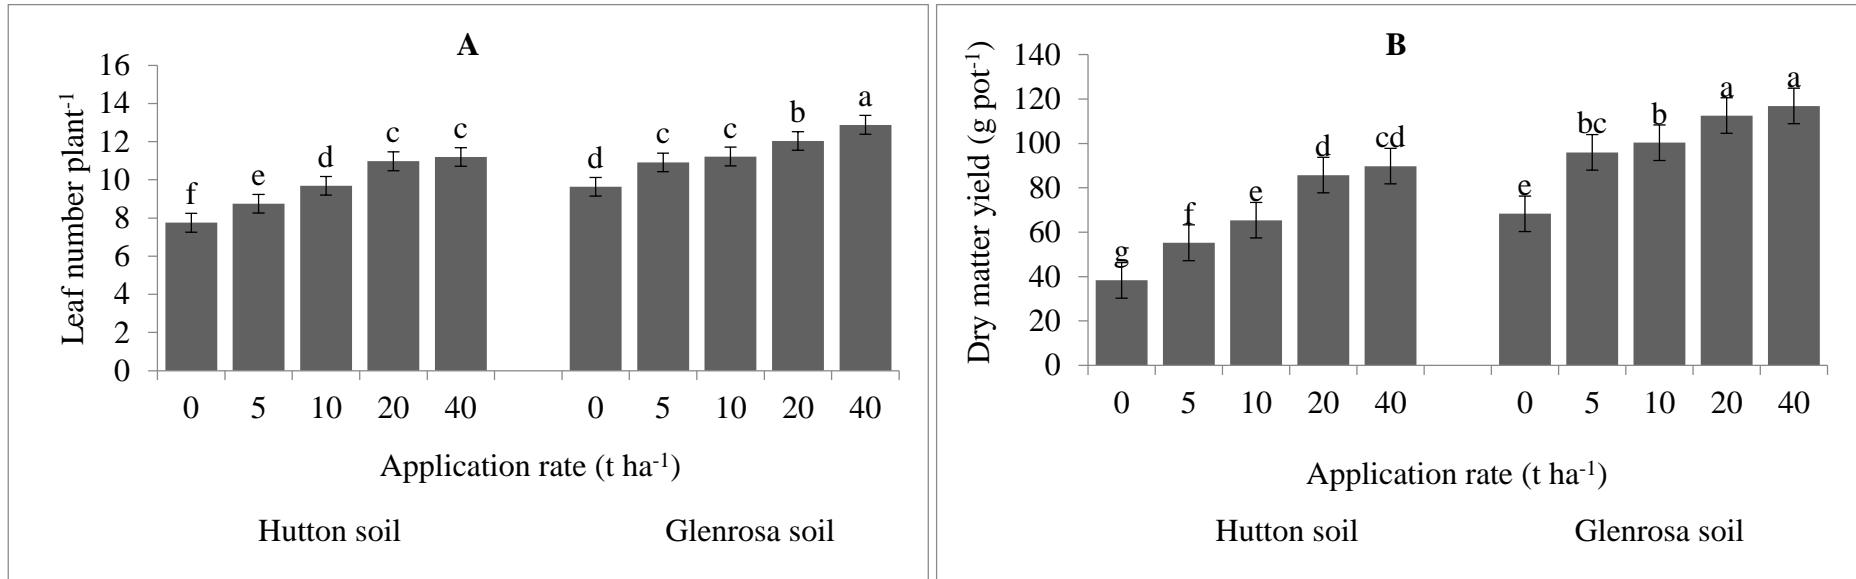 A
Leaf number plant-1
16
14
12
10
8
6
4
2
0
f e d c c d c c b a
0 5 10 20 40 0 5 10 20 40
Application rate (t ha-1)
Hutton soil Glenrosa soil
B
Dry matter yield (g pot-1)
140
120
100
80
60
40
20
0
g f e d cd e bc b a a
0 5 10 20 40 0 5 10 20 40
Application rate (t ha-1)
Hutton soil Glenrosa soil